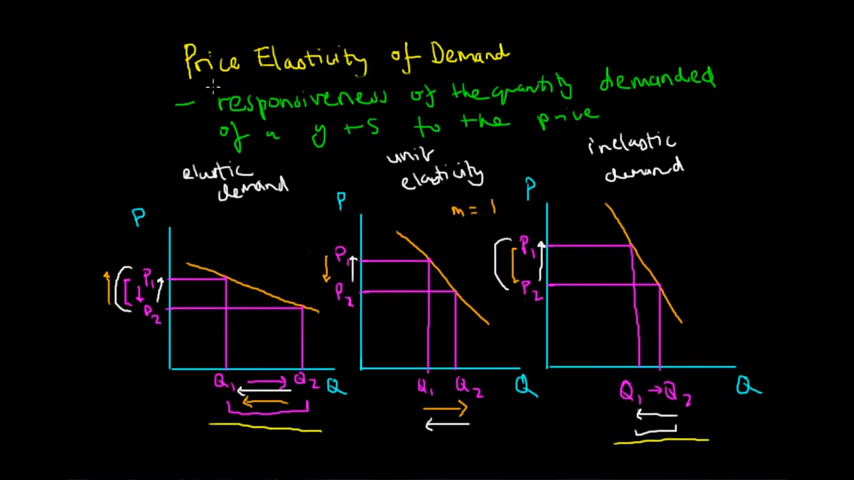 Price Elasticity of Demand
- responsiveness of the quantity demanded
of a y + S to the price
elastic
demand
unit
elasticity
inelastic
demand
m = 1
P
P₁
P₂
Q₁
Q₂
Q
P
P₁
P₂
Q₁
Q₂
Q
P
P₁
P₂
Q₁ → Q₂
Q